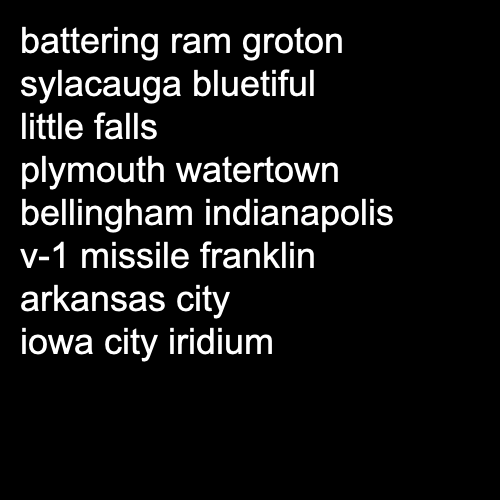 battering ram groton
sylacauga bluetiful
little falls
plymouth watertown
bellingham indianapolis
v-1 missile franklin
arkansas city
iowa city iridium